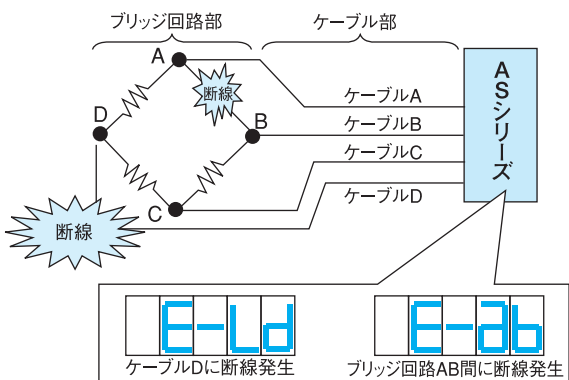 ブリッジ回路部
ケーブル部
A
断線
D
B
C
ケーブルA
ケーブルB
ケーブルC
ケーブルD
ASシリーズ
断線
E-Ld
ケーブルDに断線発生
E-ab
ブリッジ回路AB間に断線発生